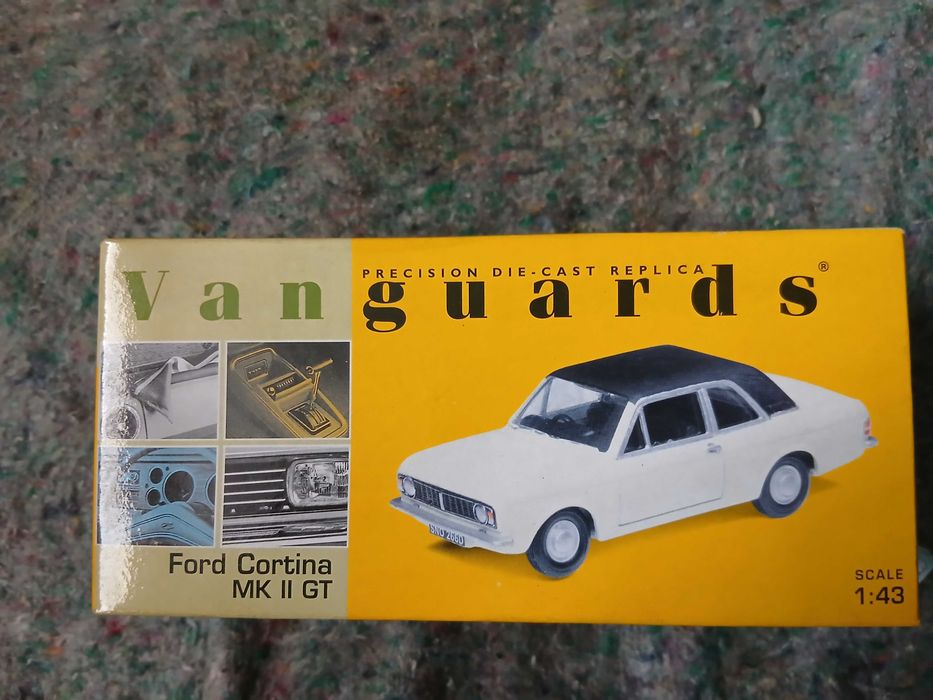 PRECISION DIE-CAST REPLICA
Vanguards®
Ford Cortina
MK II GT
SCALE
1:43